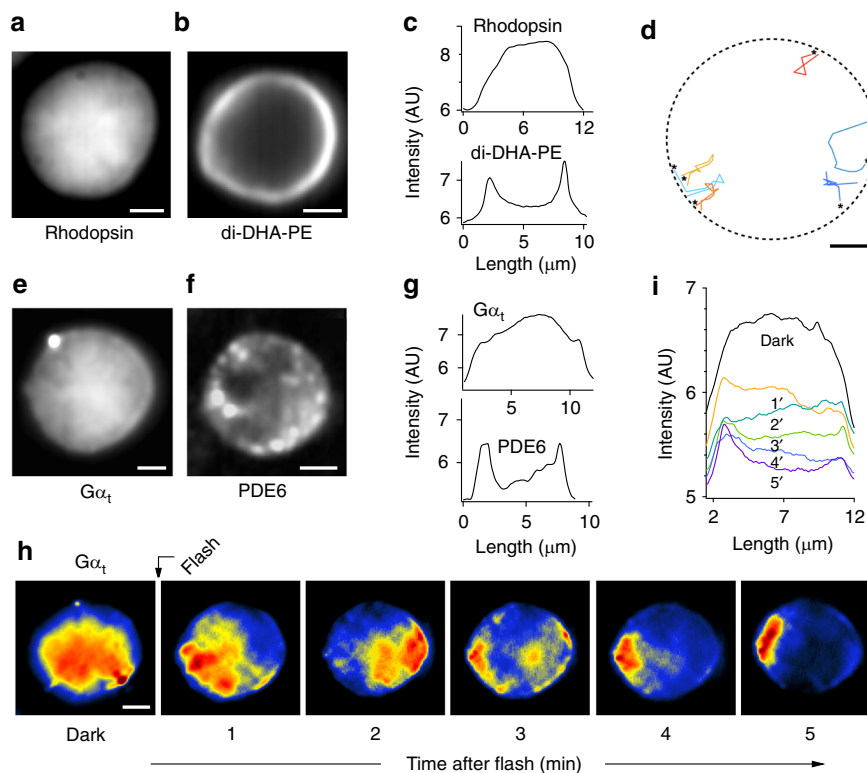 a
b
c
d
Rhodopsin
8
6
0
12
Intensity (AU)
di-DHA-PE
7
6
0
5
10
Length (μm)
Rhodopsin
di-DHA-PE
e
f
g
i
Gαt
7
6
5
10
PDE6
6
0
5
10
Intensity (AU)
Length (μm)
7
6
5
Intensity (AU)
Dark
1′
2′
3′
4′
5′
2
7
12
Length (μm)
Gαt
PDE6
h
Gαt
Flash
Dark
1
2
3
4
5
Time after flash (min)